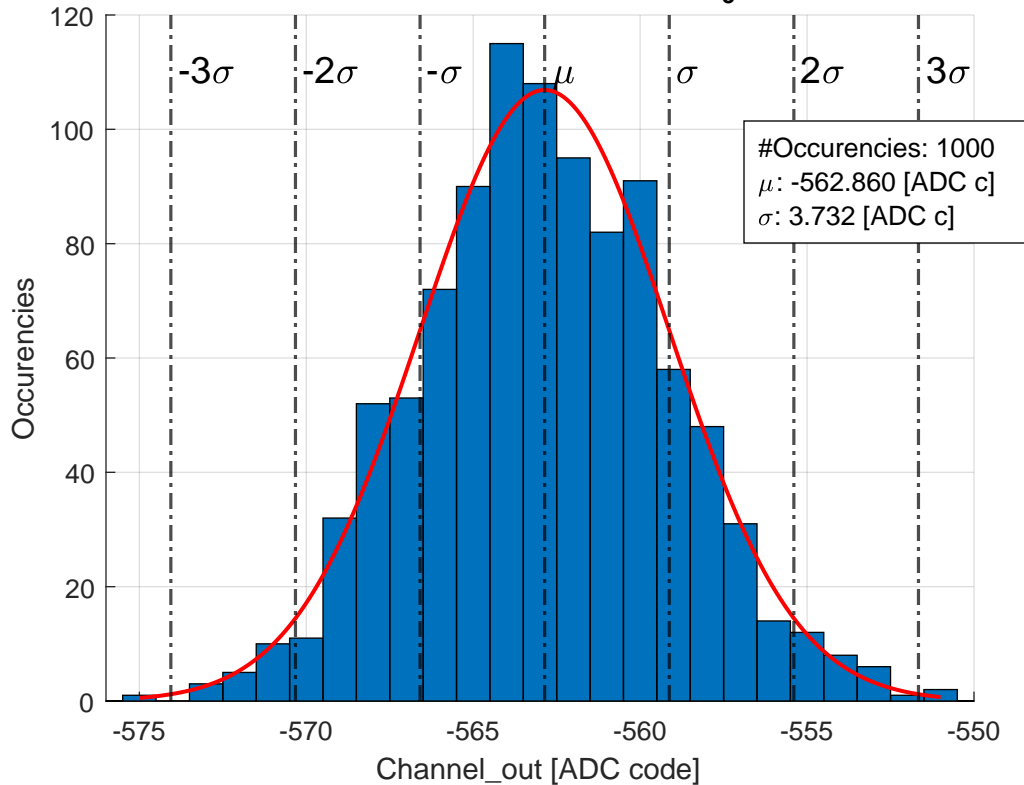 120
100
80
60
40
20
0
-3σ
-2σ
-σ
μ
σ
2σ
3σ
#Occurencies: 1000
μ: -562.860 [ADC c]
σ: 3.732 [ADC c]
Occurencies
-575
-570
-565
-560
-555
-550
Channel_out [ADC code]